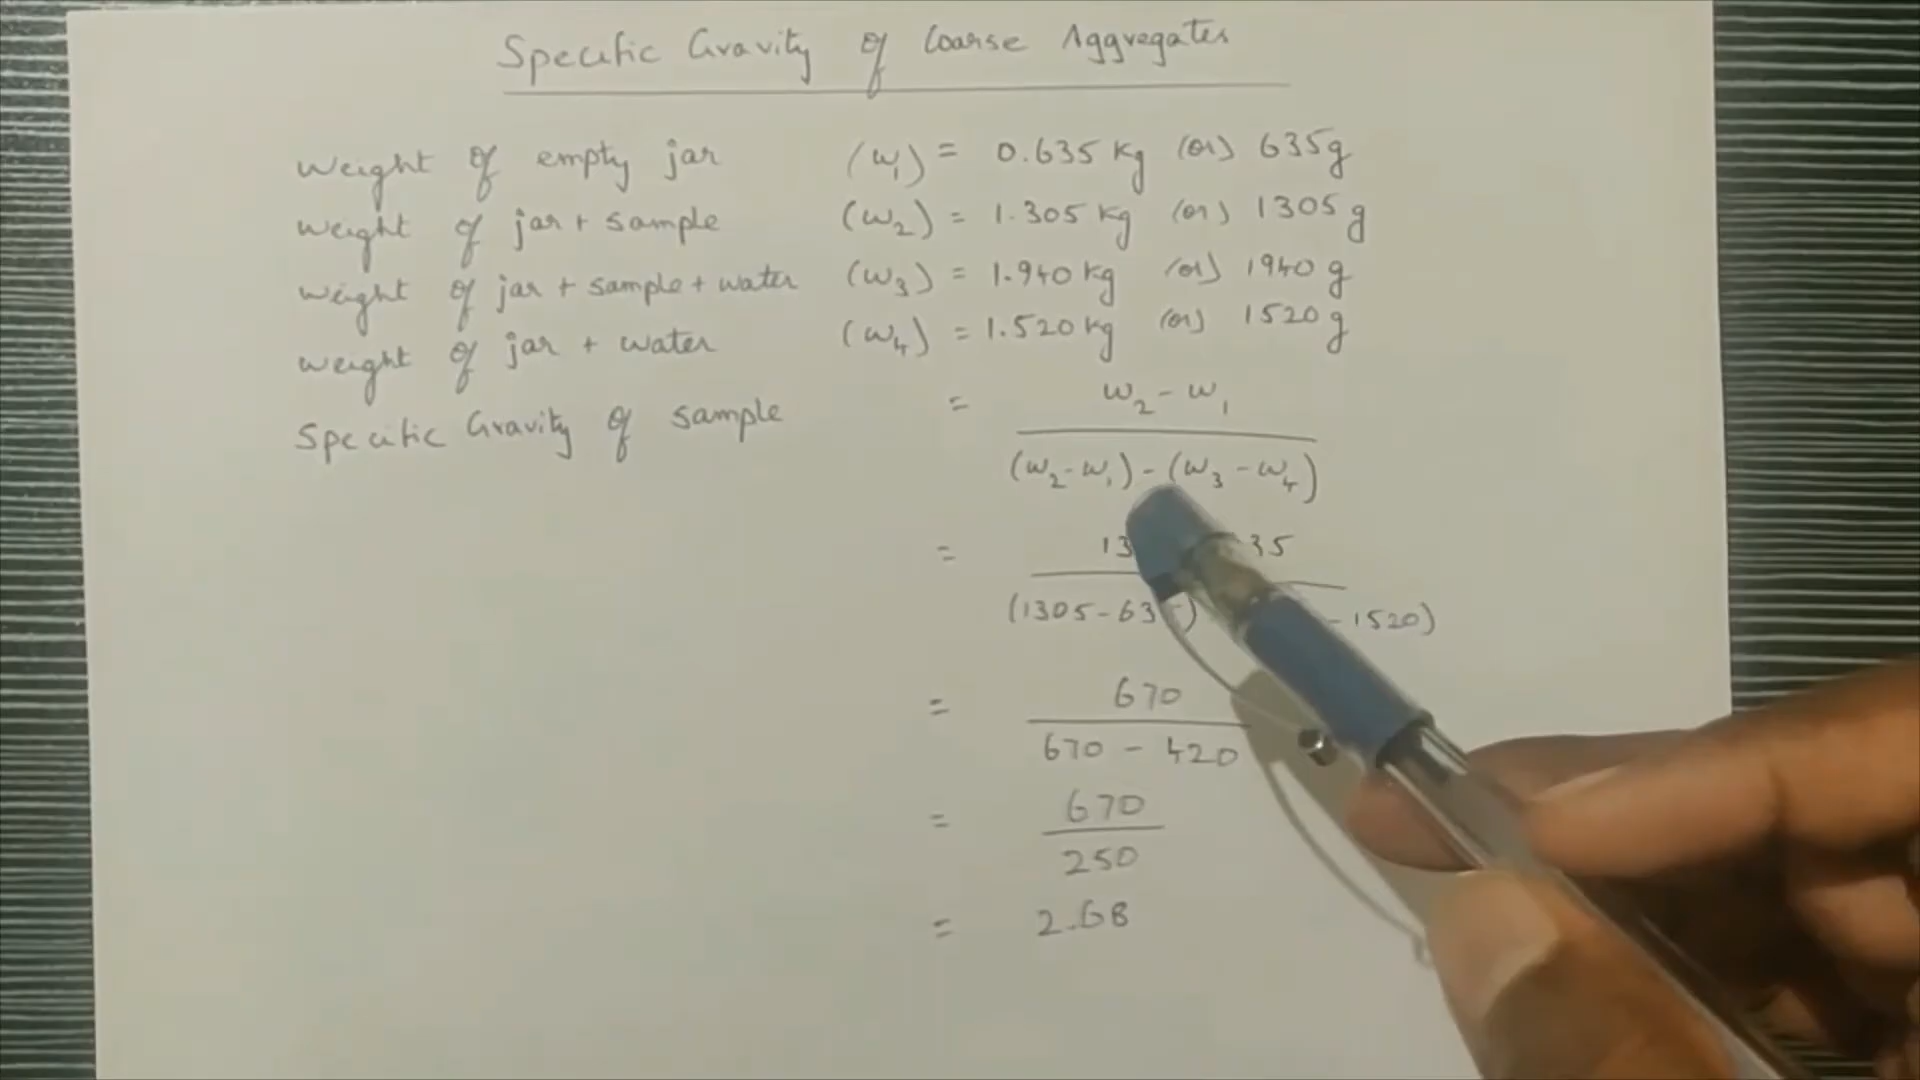 Specific Gravity of Coarse Aggregates
Weight of empty jar (W1) = 0.635 kg (or) 635g
Weight of jar + sample (W2) = 1.305 kg (or) 1305 g
Weight of jar + sample + water (W3) = 1.940 kg (or) 1940 g
Weight of jar + water (W4) = 1.520 kg (or) 1520 g
Specific Gravity of sample = W2 - W1
(W2 - W1) - (W3 - W4)
= 13 35
(1305 - 635) - 1520)
= 670
670 - 420
= 670
250
= 2.68